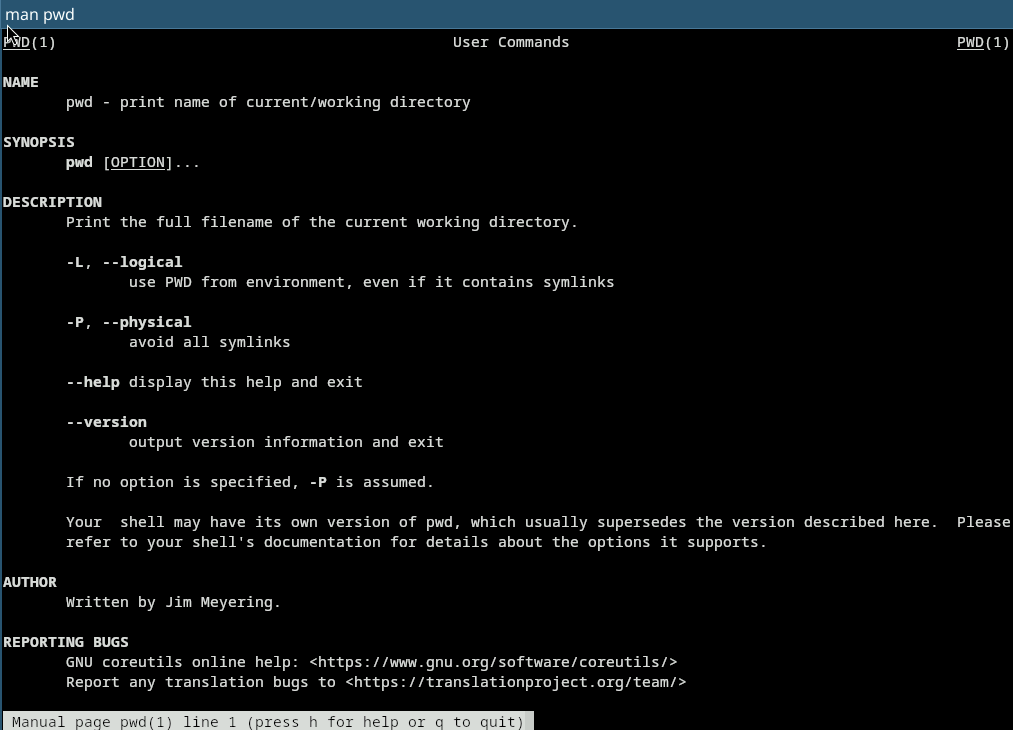 man pwd
PWD(1) User Commands PWD(1)
NAME
pwd - print name of current/working directory
SYNOPSIS
pwd [OPTION]...
DESCRIPTION
Print the full filename of the current working directory.
-L, --logical
use PWD from environment, even if it contains symlinks
-P, --physical
avoid all symlinks
--help display this help and exit
--version
output version information and exit
If no option is specified, -P is assumed.
Your  shell may have its own version of pwd, which usually supersedes the version described here.  Please
refer to your shell's documentation for details about the options it supports.
AUTHOR
Written by Jim Meyering.
REPORTING BUGS
GNU coreutils online help: <https://www.gnu.org/software/coreutils/>
Report any translation bugs to <https://translationproject.org/team/>
Manual page pwd(1) line 1 (press h for help or q to quit)